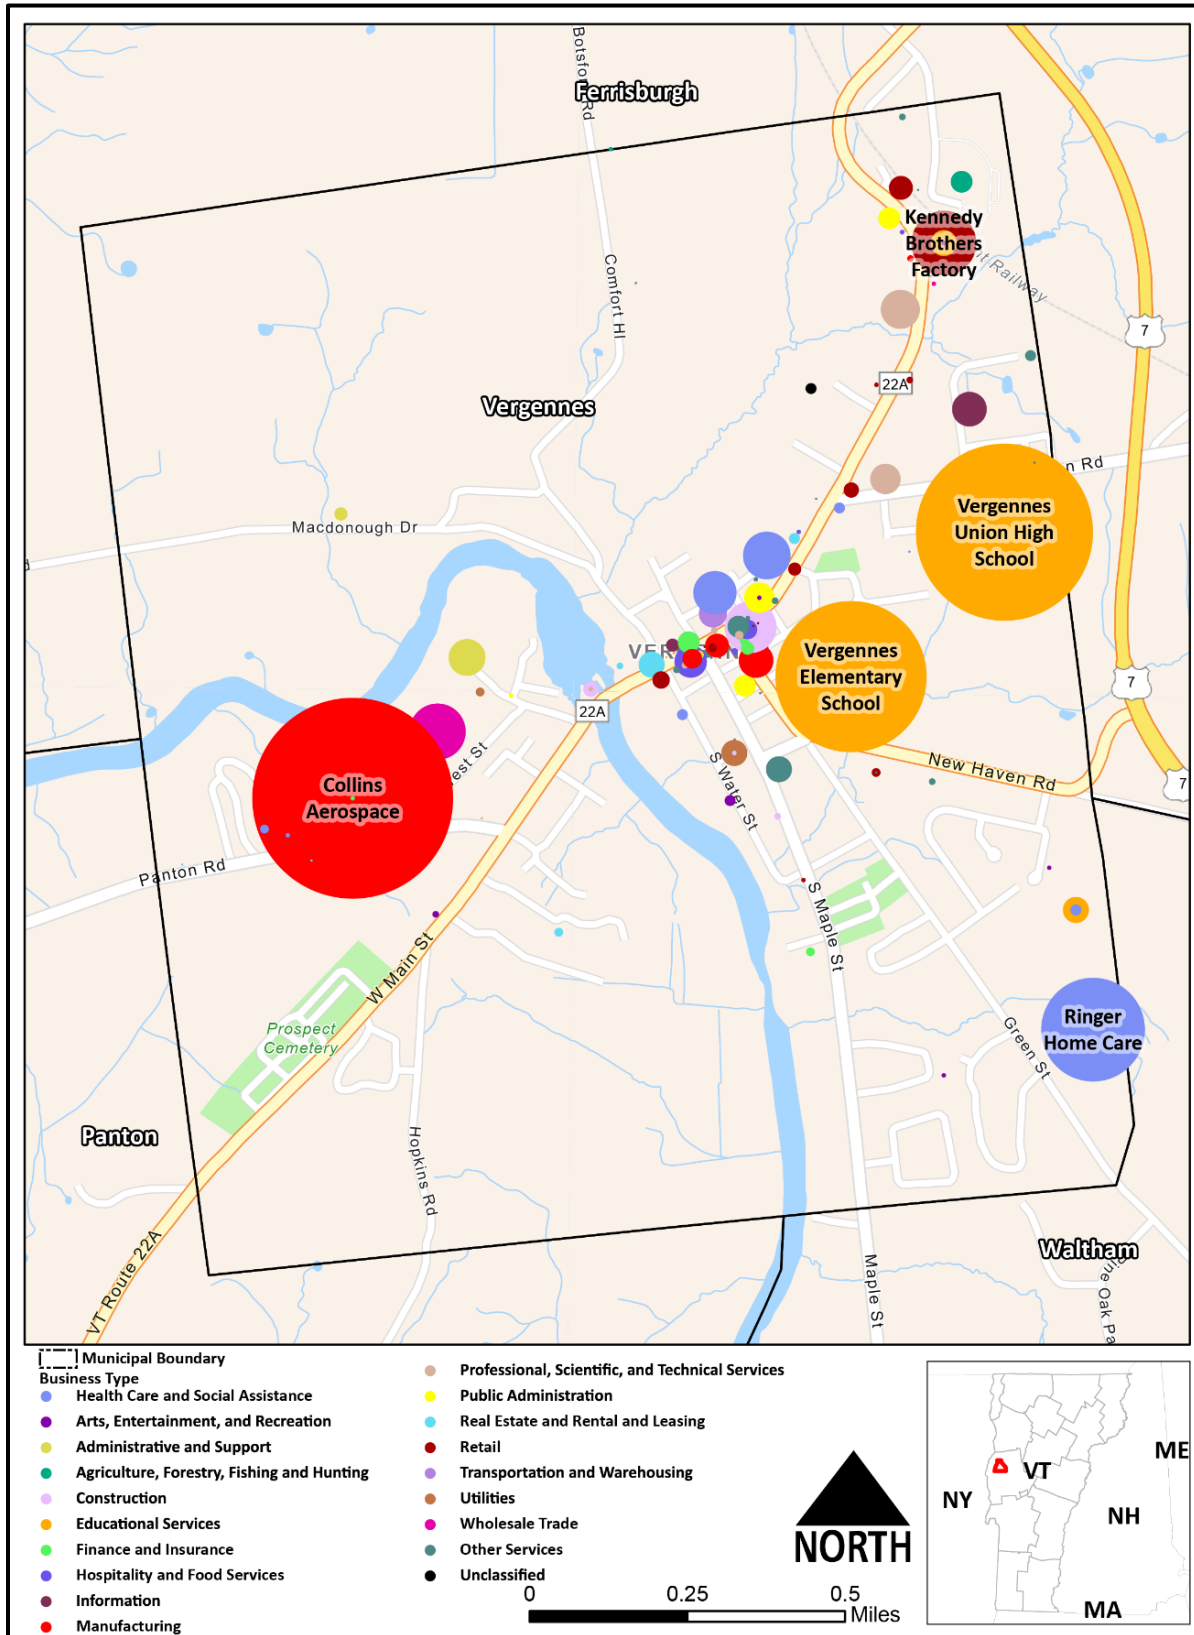 Botsford Rd
Ferrisburgh
Kennedy
Brothers
Factory
Railway
Comfort Hl
7
22A
Vergennes
n Rd
Vergennes
Union High
School
Macdonough Dr
Vergennes
Elementary
School
7
22A
7
Collins
Aerospace
New Haven Rd
S Water St
Panton Rd
S Maple St
W Main St
Prospect
Cemetery
Ringer
Home Care
Green St
Panton
Hopkins Rd
Waltham
VT Route 22A
Maple St
Oak Pa
Municipal Boundary
Business Type
Health Care and Social Assistance
Arts, Entertainment, and Recreation
Administrative and Support
Agriculture, Forestry, Fishing and Hunting
Construction
Educational Services
Finance and Insurance
Hospitality and Food Services
Information
Manufacturing
Professional, Scientific, and Technical Services
Public Administration
Real Estate and Rental and Leasing
Retail
Transportation and Warehousing
Utilities
Wholesale Trade
Other Services
Unclassified
NORTH
0 0.25 0.5
Miles
ME
VT
NY
NH
MA